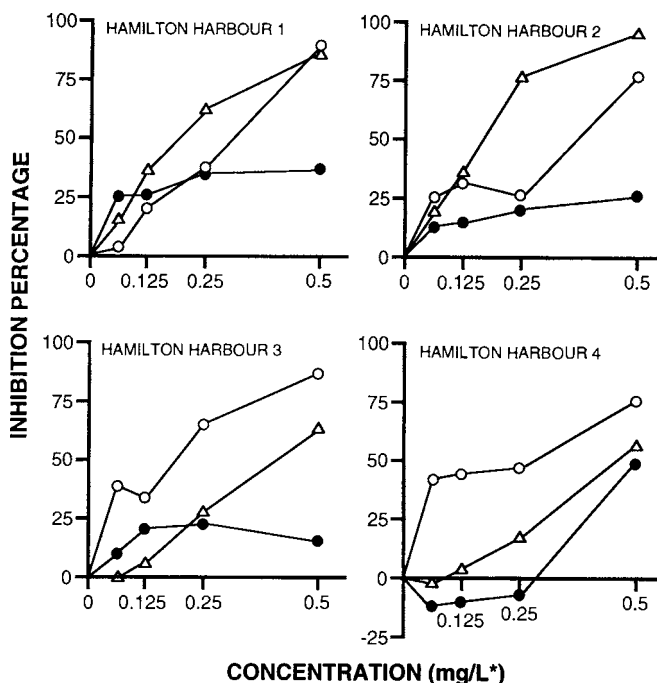 HAMILTON HARBOUR 1
100
75
50
25
0
0 0.125 0.25 0.5
HAMILTON HARBOUR 2
100
75
50
25
0
0 0.125 0.25 0.5
HAMILTON HARBOUR 3
100
75
50
25
0
0 0.125 0.25 0.5
HAMILTON HARBOUR 4
100
75
50
25
0
-25
0.125 0.25 0.5
INHIBITION PERCENTAGE
CONCENTRATION (mg/L*)